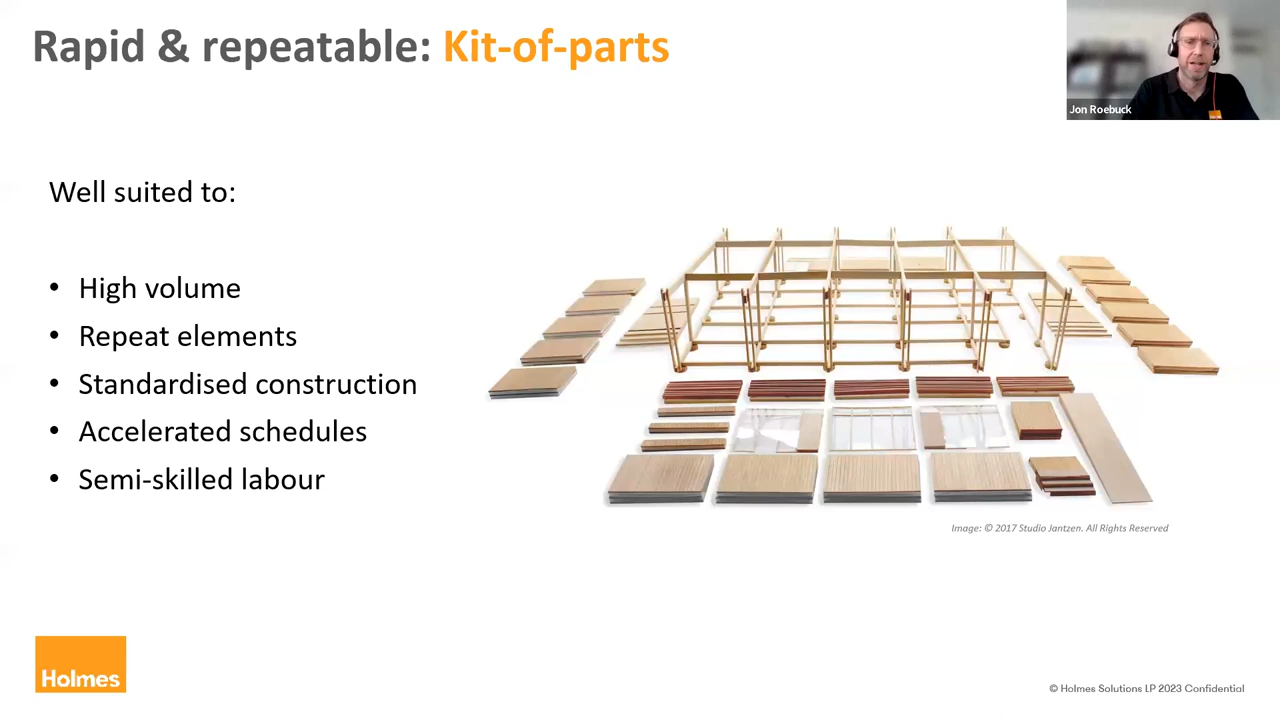 Rapid & repeatable: Kit-of-parts
Jon Roebuck
Well suited to:
• High volume
• Repeat elements
• Standardised construction
• Accelerated schedules
• Semi-skilled labour
Image: © 2017 Studio Jantzen. All Rights Reserved
Holmes
© Holmes Solutions LP 2023 Confidential